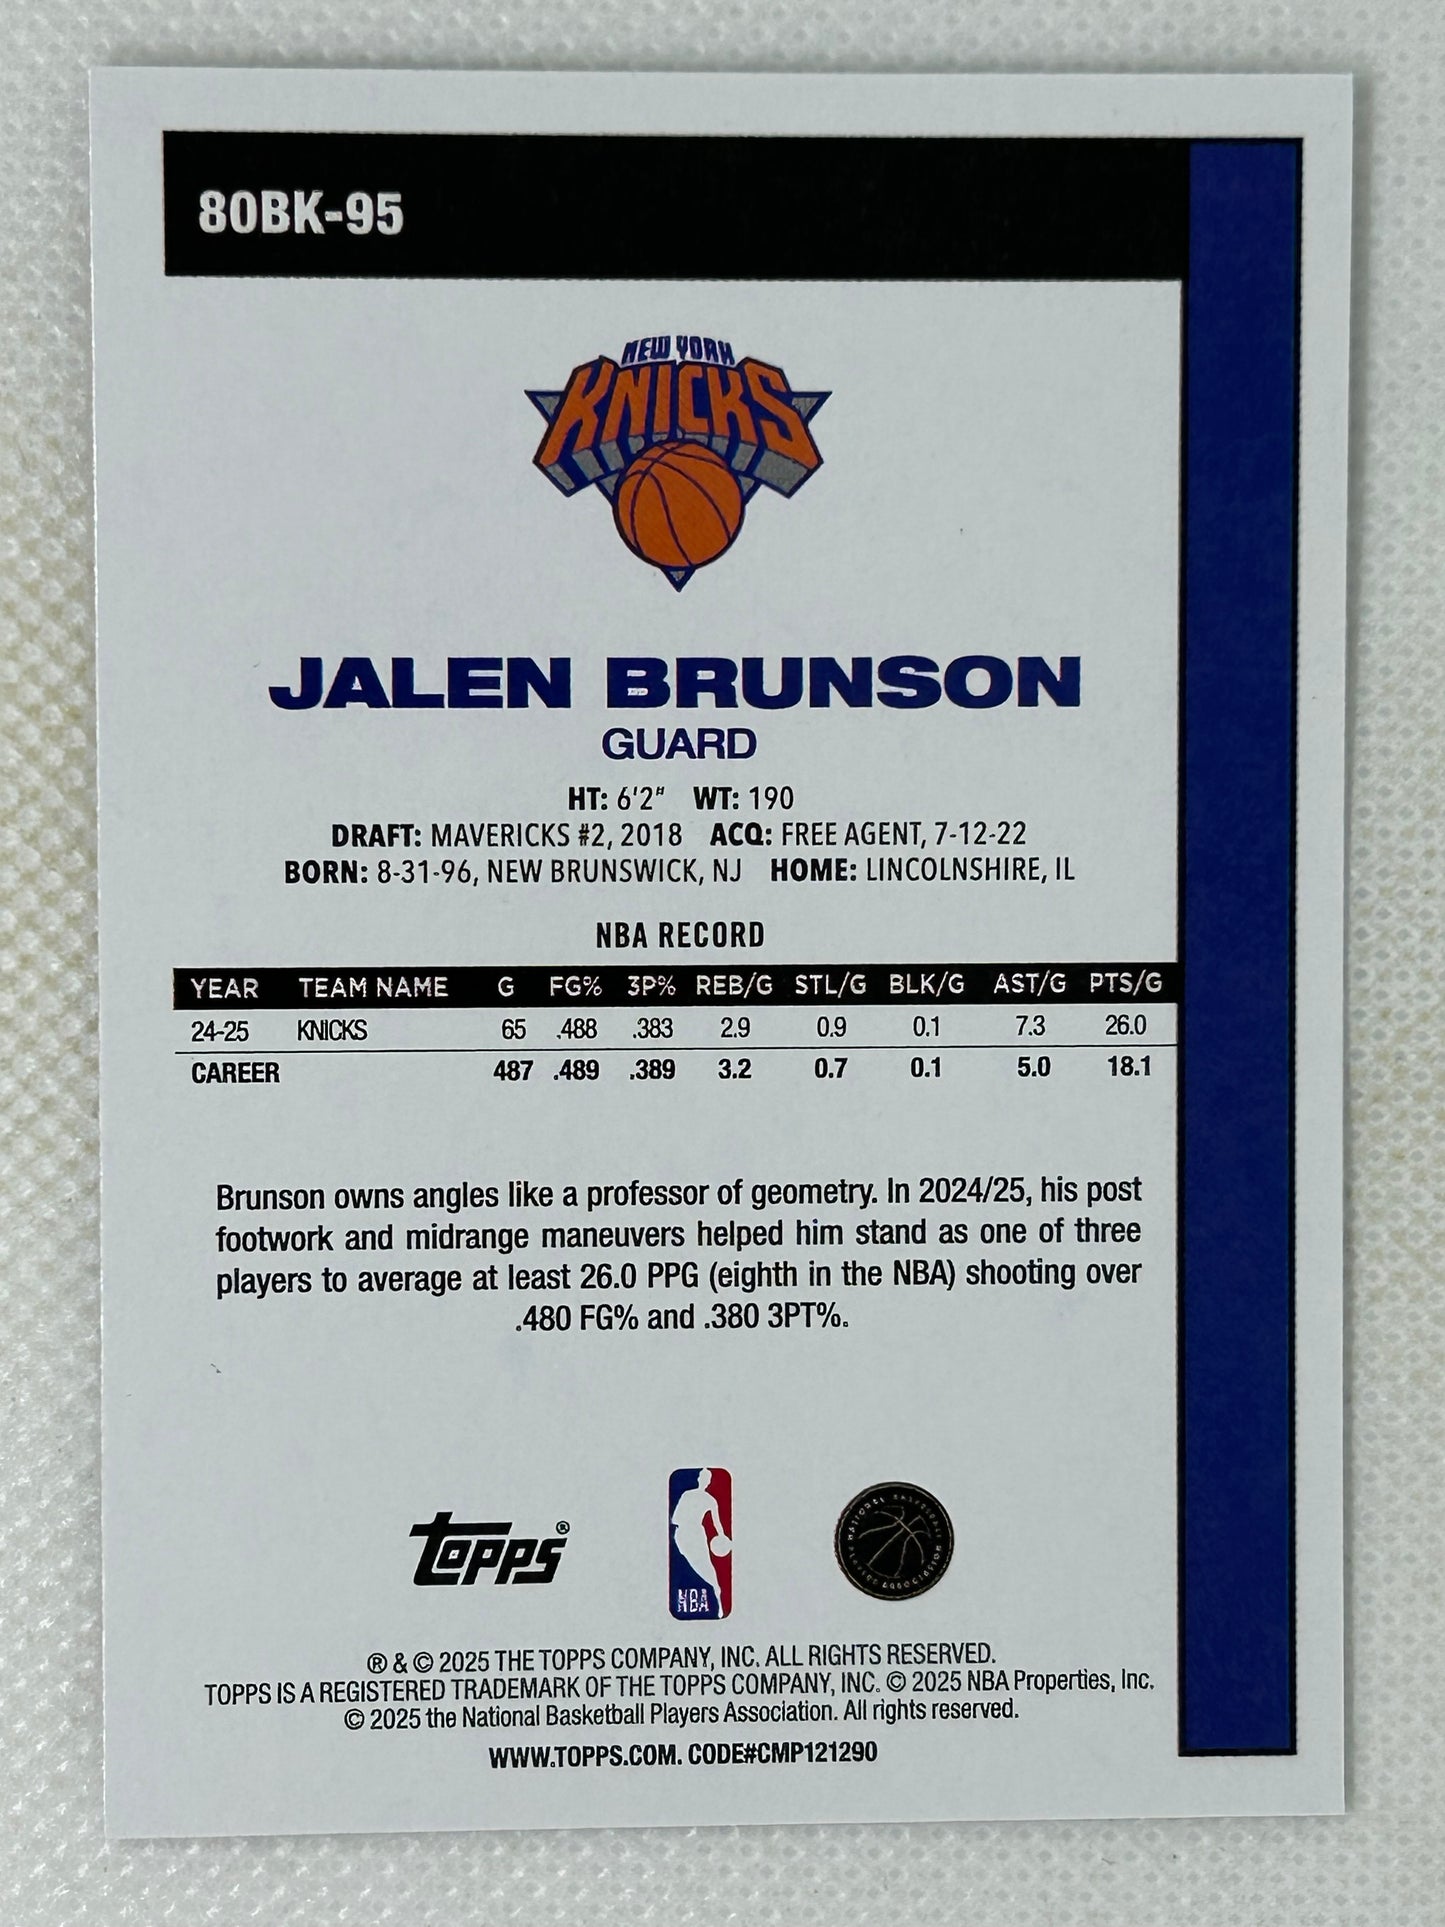 80BK-95
NEW YORK
KNICKS
JALEN BRUNSON
GUARD
HT: 6'2" WT: 190
DRAFT: MAVERICKS #2, 2018 ACQ: FREE AGENT, 7-12-22
BORN: 8-31-96, NEW BRUNSWICK, NJ HOME: LINCOLNSHIRE, IL
NBA RECORD
YEAR TEAM NAME G FG% 3P% REB/G STL/G BLK/G AST/G PTS/G
24-25 KNICKS 65 .488 .383 2.9 0.9 0.1 7.3 26.0
CAREER 487 .489 .389 3.2 0.7 0.1 5.0 18.1
Brunson owns angles like a professor of geometry. In 2024/25, his post
footwork and midrange maneuvers helped him stand as one of three
players to average at least 26.0 PPG (eighth in the NBA) shooting over
.480 FG% and .380 3PT%.
topps®
NBA
NATIONAL BASKETBALL PLAYERS ASSOCIATION
® & © 2025 THE TOPPS COMPANY, INC. ALL RIGHTS RESERVED.
TOPPS IS A REGISTERED TRADEMARK OF THE TOPPS COMPANY, INC. © 2025 NBA Properties, Inc.
© 2025 the National Basketball Players Association. All rights reserved.
WWW.TOPPS.COM. CODE#CMP121290